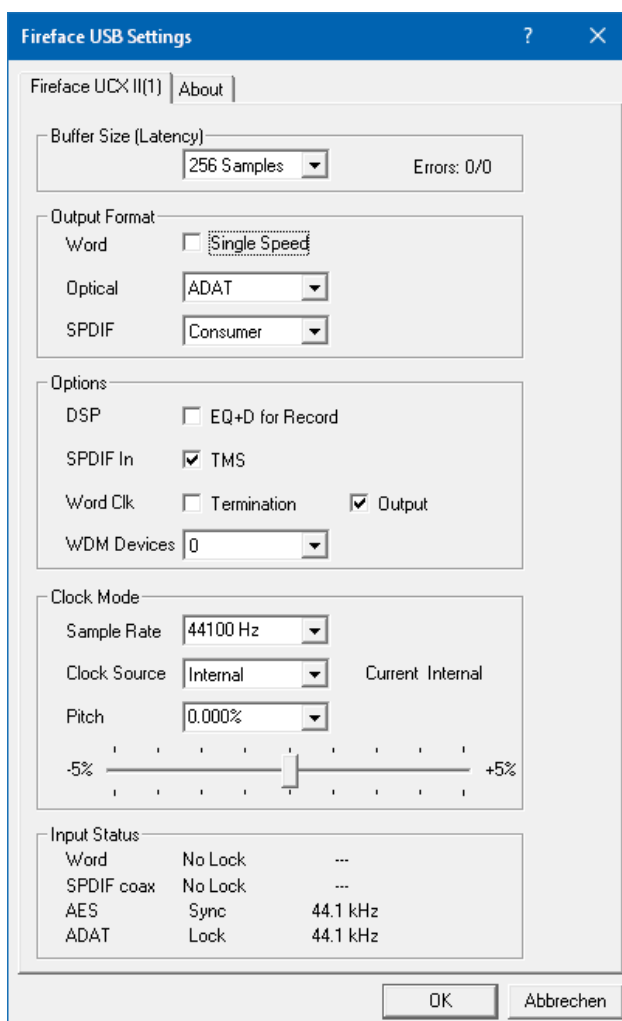 Fireface USB Settings ? ×
Fireface UCX II(1) About
Buffer Size (Latency)
256 Samples Errors: 0/0
Output Format
Word Single Speed
Optical ADAT
SPDIF Consumer
Options
DSP EQ+D for Record
SPDIF In TMS
Word Clk Termination Output
WDM Devices 0
Clock Mode
Sample Rate 44100 Hz
Clock Source Internal Current Internal
Pitch 0.000%
-5% +5%
Input Status
Word No Lock ---
SPDIF coax No Lock ---
AES Sync 44.1 kHz
ADAT Lock 44.1 kHz
OK Abbrechen